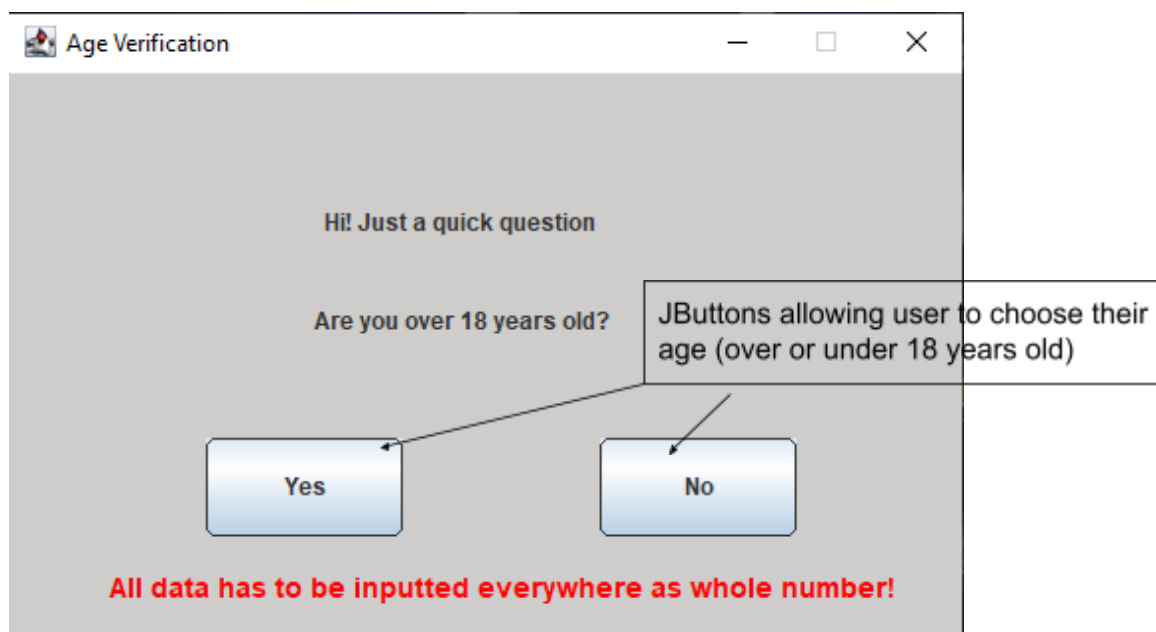 Age Verification
Hi! Just a quick question
Are you over 18 years old?
JButtons allowing user to choose their
age (over or under 18 years old)
Yes
No
All data has to be inputted everywhere as whole number!